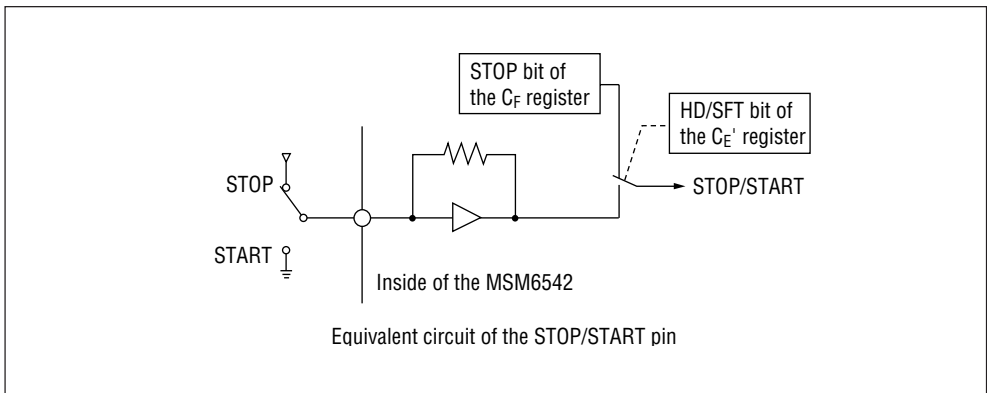 STOP bit of
the CF register
HD/SFT bit of
the CE' register
STOP
STOP/START
START
Inside of the MSM6542
Equivalent circuit of the STOP/START pin